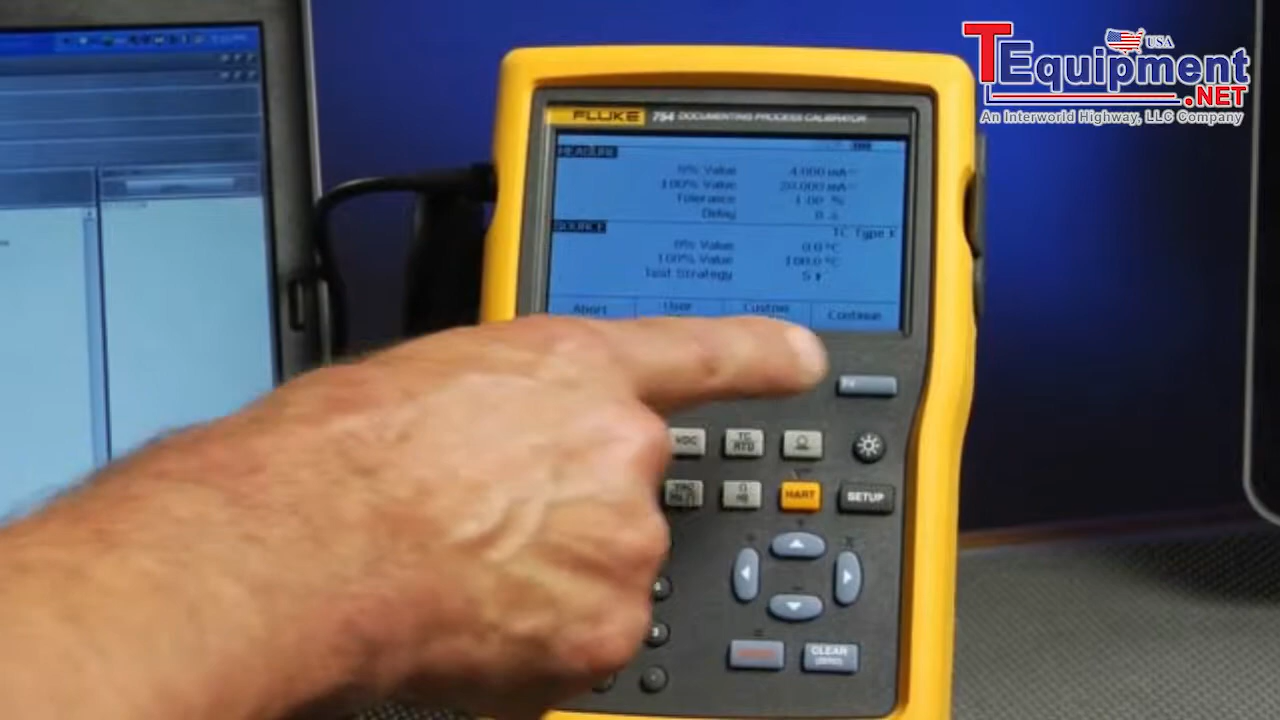 TEquipment
USA
.NET
An Interworld Highway, LLC Company
FLUKE 754 DOCUMENTING PROCESS CALIBRATOR
MEASURE
0% Value 4.000 mA
100% Value 20.000 mA
Tolerance 1.00 %
Delay 0 s
SOURCE
TC Type K
0% Value 0.0 °C
100% Value 100.0 °C
Test Strategy 5
Abort User Custom Continue
VDC TC RTD
HART SETUP
CLEAR
(ZERO)